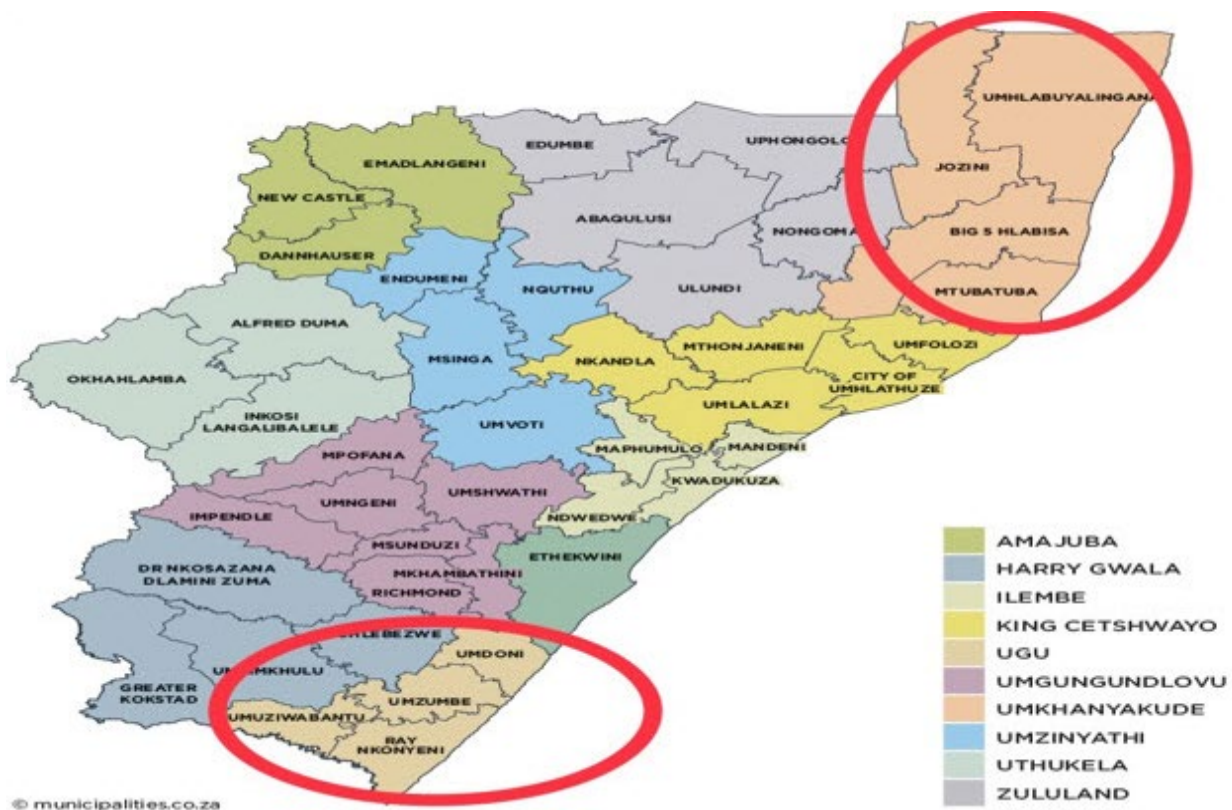 UMHLABUYALINGANA
EMADLANGENI
EDUMBE
UPHONGOLO
JOZINI
NEW CASTLE
ABAQULUSI
NONGOMA
BIG 5 HLABISA
DANNHAUSER
ENDUMENI
NQUTHU
ULUNDI
MTUBATUBA
ALFRED DUMA
MSINGA
NKANDLA
MTHONJANENI
UMFOLOZI
OKHAHLAMBA
CITY OF
UMHLATHUZE
UMLALAZI
INKOSI
LANGALIBALELE
UMVOTI
MAPHUMULO
MANDENI
MPOFANA
KWADUKUZA
UMNGENI
UMSHWATHI
IMPENDLE
NDWEDWE
MSUNDUZI
ETHEKWINI
DR NKOSAZANA
DLAMINI ZUMA
MKHAMBATHINI
RICHMOND
UMDONI
GREATER
KOKSTAD
UMZUMBE
UMUZIWABANTU
RAY
NKONYENI
AMAJUBA
HARRY GWALA
ILEMBE
KING CETSHWAYO
UGU
UMGUNGUNDLOVU
UMKHANYAKUDE
UMZINYATHI
UTHUKELA
ZULULAND
© municipalities.co.za